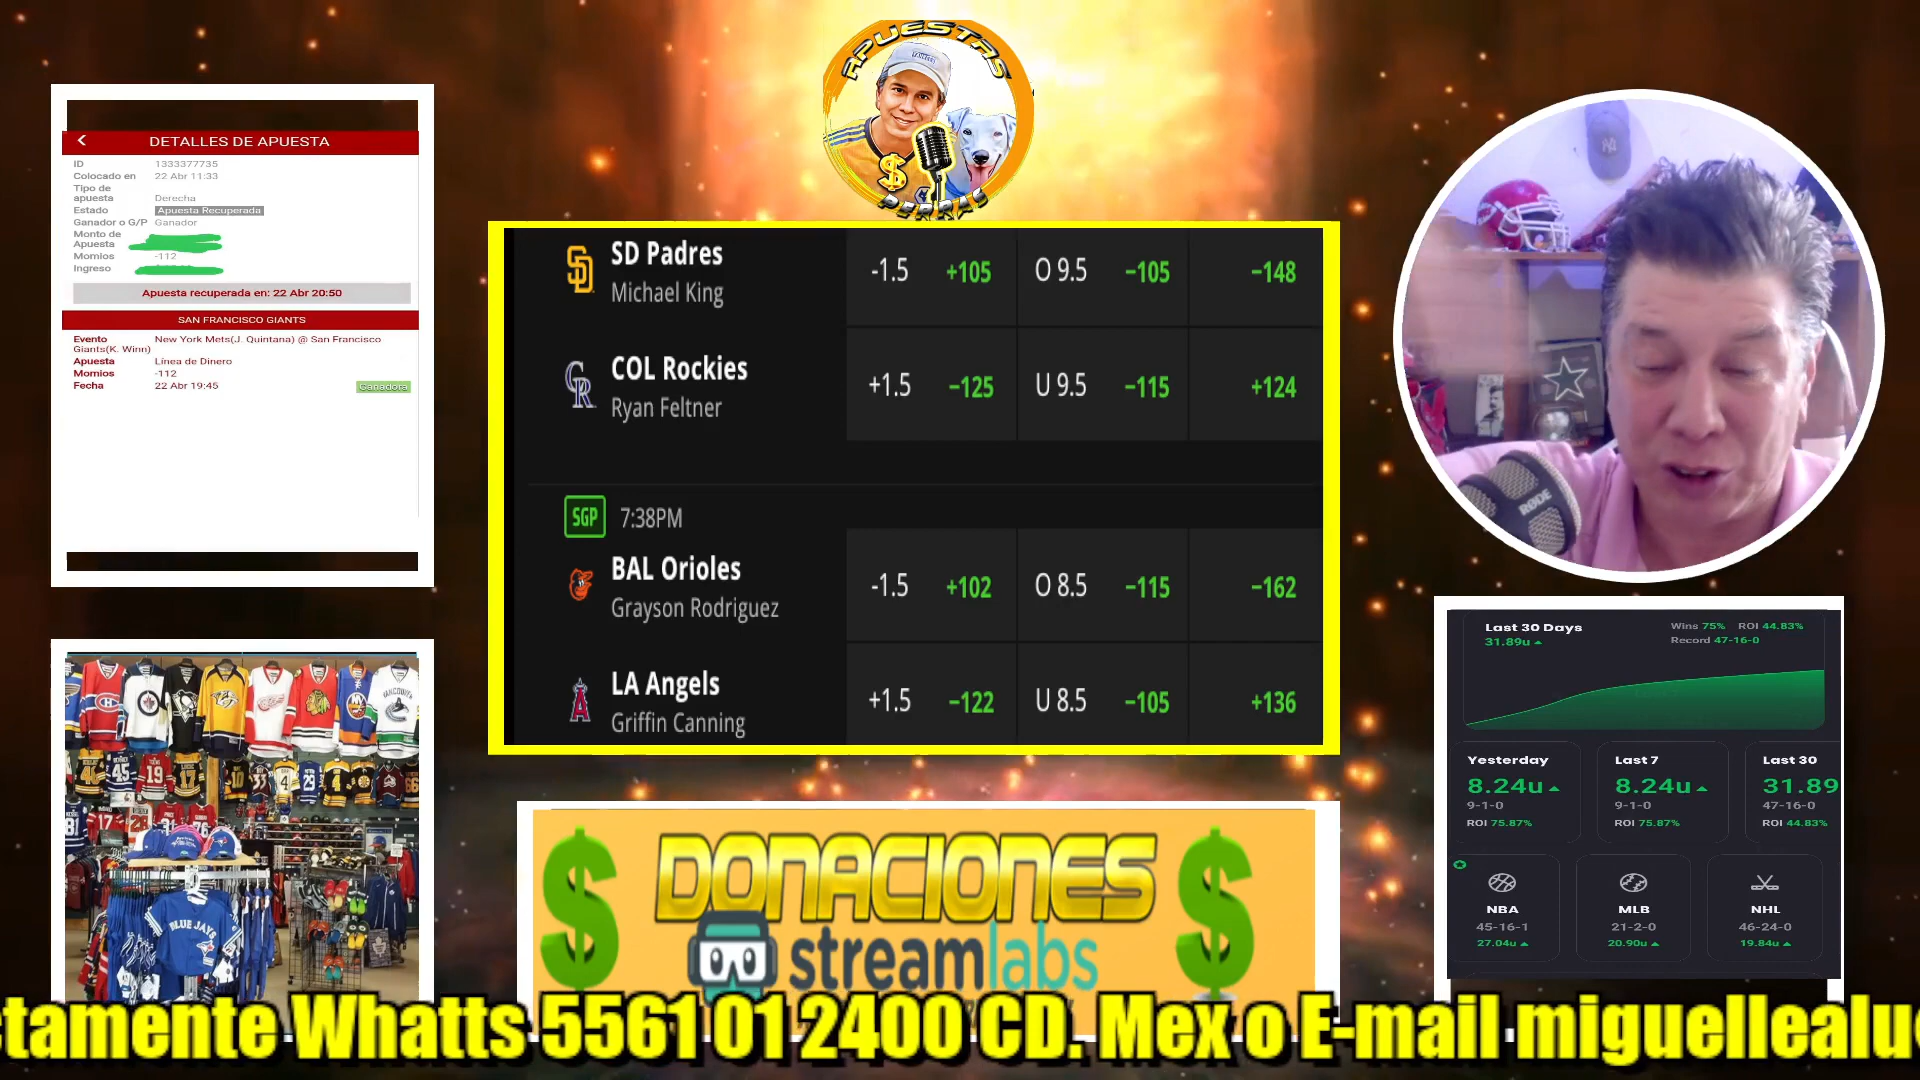 APUESTAS
PERRAS
DETALLES DE APUESTA
ID 1333377735
Colocado en 22 Abr 11:33
Tipo de apuesta Derecha
Estado Apuesta Recuperada
Ganador o G/P Ganador
Monto de Apuesta
Momios -112
Ingreso
Apuesta recuperada en: 22 Abr 20:50
SAN FRANCISCO GIANTS
Evento New York Mets(J. Quintana) @ San Francisco
Giants(K. Winn)
Apuesta Línea de Dinero
Momios -112
Fecha 22 Abr 19:45 Ganadora
SD Padres -1.5 +105 O 9.5 −105 −148
Michael King
COL Rockies +1.5 −125 U 9.5 −115 +124
Ryan Feltner
SGP 7:38PM
BAL Orioles -1.5 +102 O 8.5 −115 −162
Grayson Rodriguez
LA Angels +1.5 −122 U 8.5 −105 +136
Griffin Canning
RØDE
Last 30 Days Wins 75% ROI 44.83%
31.89u Record 47-16-0
Yesterday Last 7 Last 30
8.24u 8.24u 31.89
9-1-0 9-1-0 47-16-0
ROI 75.87% ROI 75.87% ROI 44.83%
NBA MLB NHL
45-16-1 21-2-0 46-24-0
27.04u 20.90u 19.84u
BLUE JAYS
DONACIONES
streamlabs
ctamente Whatts 5561 01 2400 CD. Mex o E-mail miguellealu